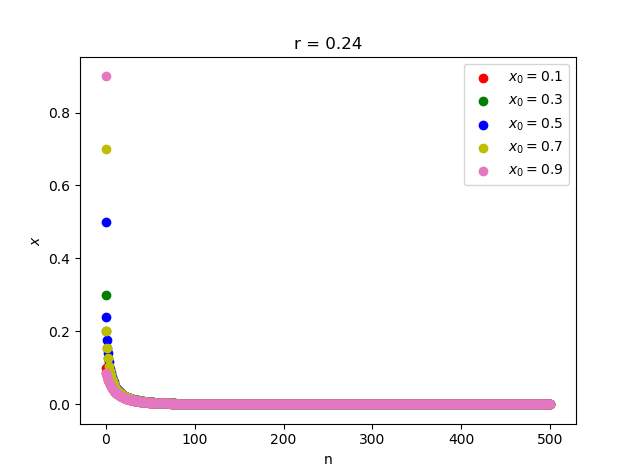 r = 0.24
x₀ = 0.1
x₀ = 0.3
x₀ = 0.5
x₀ = 0.7
x₀ = 0.9
0.8
0.6
0.4
0.2
0.0
x
0 100 200 300 400 500
n